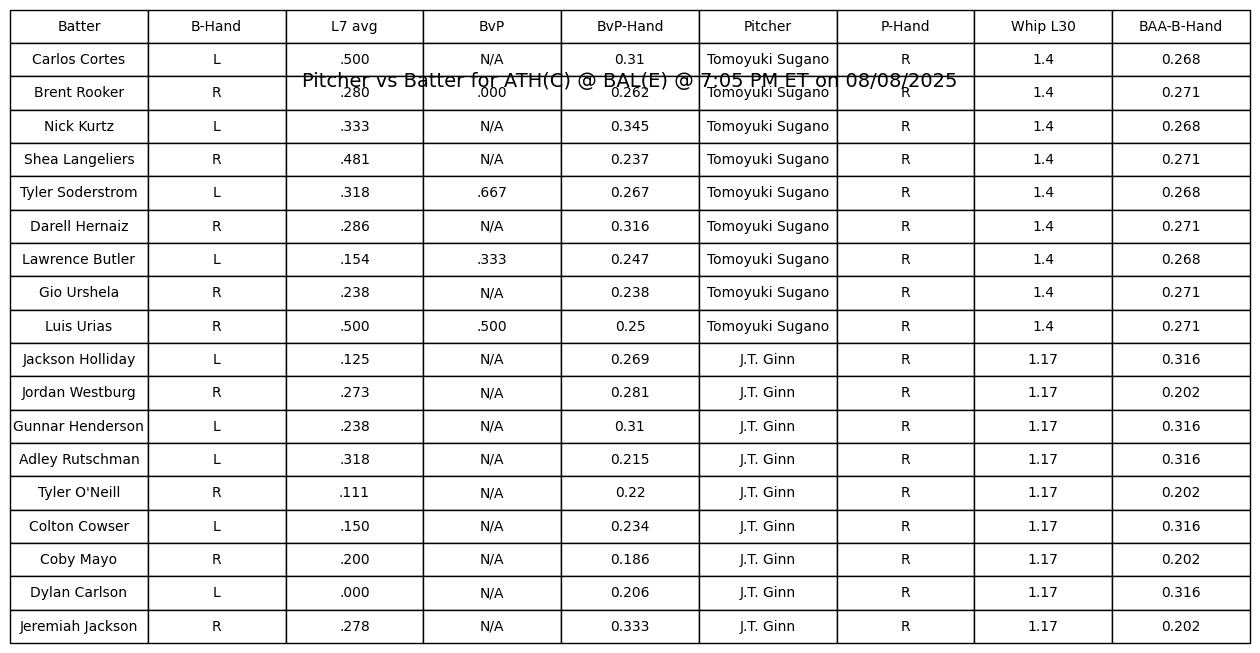 Batter B-Hand L7 avg BvP BvP-Hand Pitcher P-Hand Whip L30 BAA-B-Hand
Carlos Cortes L .500 N/A 0.31 Tomoyuki Sugano R 1.4 0.268
Pitcher vs Batter for ATH(C) @ BAL(E) @ 7:05 PM ET on 08/08/2025
Brent Rooker R .280 .000 0.262 Tomoyuki Sugano R 1.4 0.271
Nick Kurtz L .333 N/A 0.345 Tomoyuki Sugano R 1.4 0.268
Shea Langeliers R .481 N/A 0.237 Tomoyuki Sugano R 1.4 0.271
Tyler Soderstrom L .318 .667 0.267 Tomoyuki Sugano R 1.4 0.268
Darell Hernaiz R .286 N/A 0.316 Tomoyuki Sugano R 1.4 0.271
Lawrence Butler L .154 .333 0.247 Tomoyuki Sugano R 1.4 0.268
Gio Urshela R .238 N/A 0.238 Tomoyuki Sugano R 1.4 0.271
Luis Urias R .500 .500 0.25 Tomoyuki Sugano R 1.4 0.271
Jackson Holliday L .125 N/A 0.269 J.T. Ginn R 1.17 0.316
Jordan Westburg R .273 N/A 0.281 J.T. Ginn R 1.17 0.202
Gunnar Henderson L .238 N/A 0.31 J.T. Ginn R 1.17 0.316
Adley Rutschman L .318 N/A 0.215 J.T. Ginn R 1.17 0.316
Tyler O'Neill R .111 N/A 0.22 J.T. Ginn R 1.17 0.202
Colton Cowser L .150 N/A 0.234 J.T. Ginn R 1.17 0.316
Coby Mayo R .200 N/A 0.186 J.T. Ginn R 1.17 0.202
Dylan Carlson L .000 N/A 0.206 J.T. Ginn R 1.17 0.316
Jeremiah Jackson R .278 N/A 0.333 J.T. Ginn R 1.17 0.202